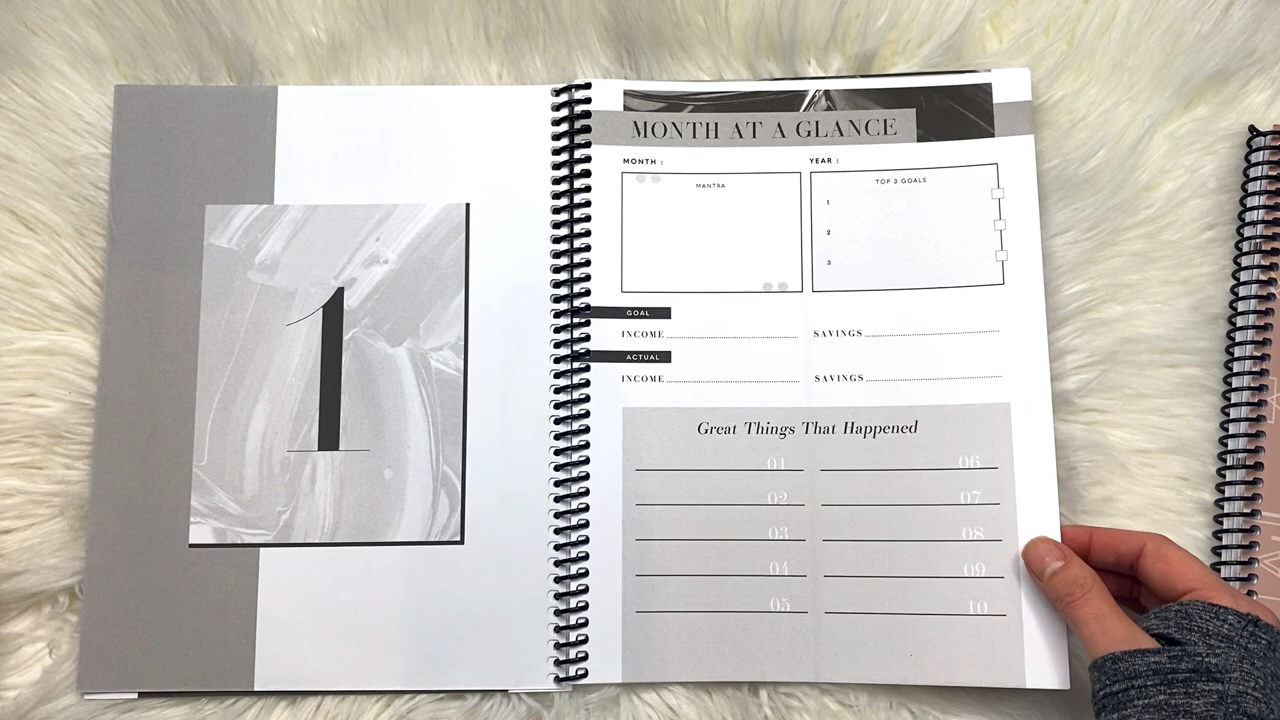 1
MONTH AT A GLANCE
MONTH :
YEAR :
MANTRA
TOP 3 GOALS
1
2
3
GOAL
INCOME
SAVINGS
ACTUAL
INCOME
SAVINGS
Great Things That Happened
01
06
02
07
03
08
04
09
05
10